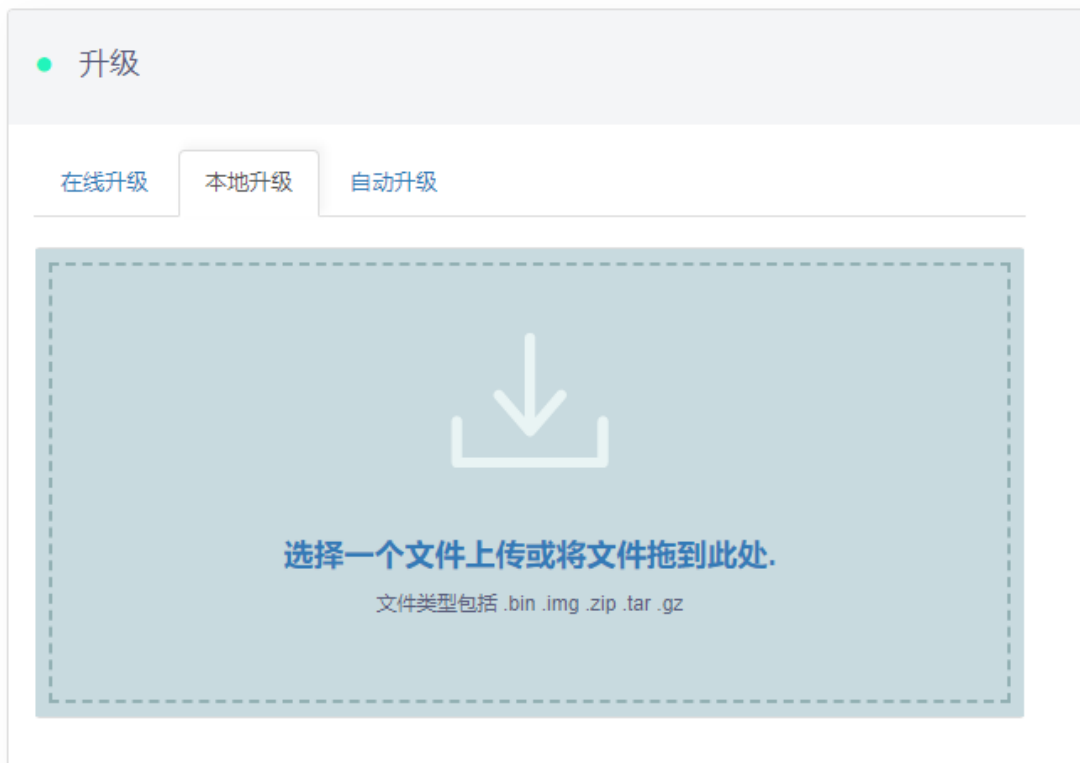 升级
在线升级 本地升级 自动升级
选择一个文件上传或将文件拖到此处.
文件类型包括 .bin .img .zip .tar .gz